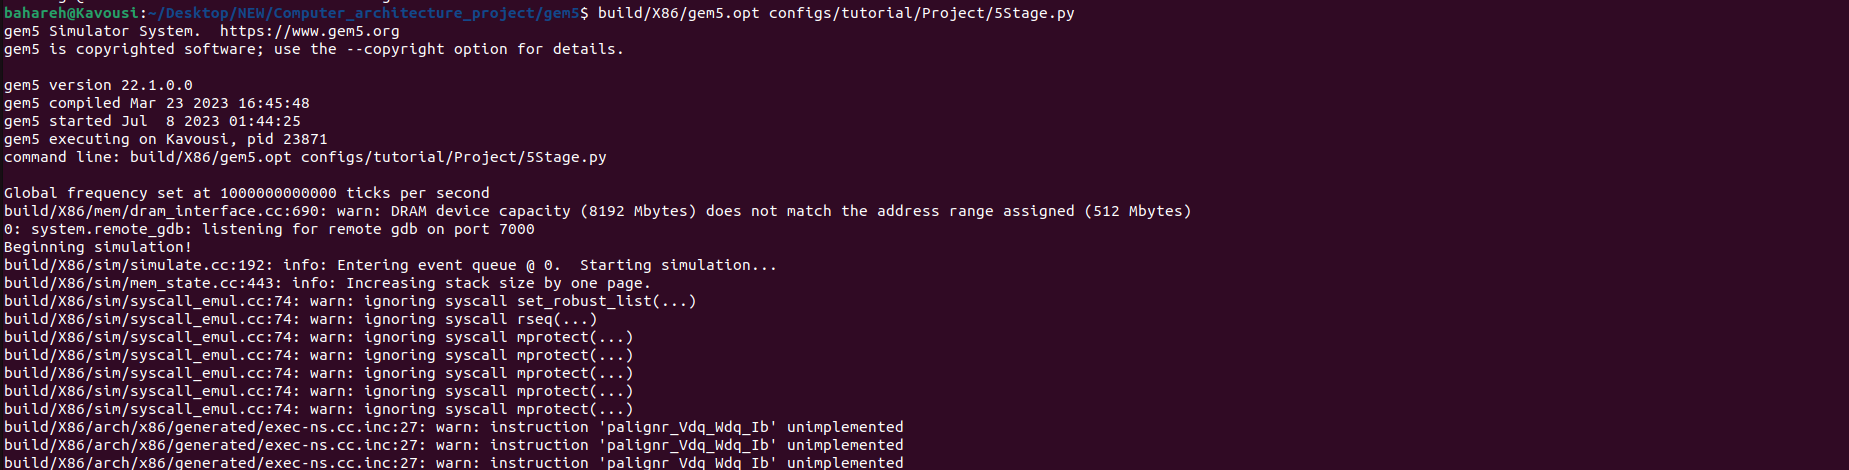 bahareh@Kavousi:~/Desktop/NEW/Computer_architecture_project/gem5$ build/X86/gem5.opt configs/tutorial/Project/5Stage.py
gem5 Simulator System.  https://www.gem5.org
gem5 is copyrighted software; use the --copyright option for details.
gem5 version 22.1.0.0
gem5 compiled Mar 23 2023 16:45:48
gem5 started Jul  8 2023 01:44:25
gem5 executing on Kavousi, pid 23871
command line: build/X86/gem5.opt configs/tutorial/Project/5Stage.py
Global frequency set at 1000000000000 ticks per second
build/X86/mem/dram_interface.cc:690: warn: DRAM device capacity (8192 Mbytes) does not match the address range assigned (512 Mbytes)
0: system.remote_gdb: listening for remote gdb on port 7000
Beginning simulation!
build/X86/sim/simulate.cc:192: info: Entering event queue @ 0.  Starting simulation...
build/X86/sim/mem_state.cc:443: info: Increasing stack size by one page.
build/X86/sim/syscall_emul.cc:74: warn: ignoring syscall set_robust_list(...)
build/X86/sim/syscall_emul.cc:74: warn: ignoring syscall rseq(...)
build/X86/sim/syscall_emul.cc:74: warn: ignoring syscall mprotect(...)
build/X86/sim/syscall_emul.cc:74: warn: ignoring syscall mprotect(...)
build/X86/sim/syscall_emul.cc:74: warn: ignoring syscall mprotect(...)
build/X86/sim/syscall_emul.cc:74: warn: ignoring syscall mprotect(...)
build/X86/sim/syscall_emul.cc:74: warn: ignoring syscall mprotect(...)
build/X86/arch/x86/generated/exec-ns.cc.inc:27: warn: instruction 'palignr_Vdq_Wdq_Ib' unimplemented
build/X86/arch/x86/generated/exec-ns.cc.inc:27: warn: instruction 'palignr_Vdq_Wdq_Ib' unimplemented
build/X86/arch/x86/generated/exec-ns.cc.inc:27: warn: instruction 'palignr_Vdq_Wdq_Ib' unimplemented